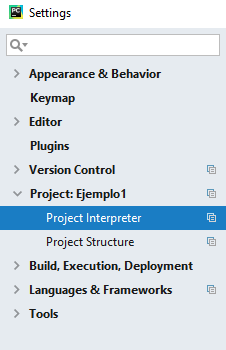 PC
Settings
Appearance & Behavior
Keymap
Editor
Plugins
Version Control
Project: Ejemplo1
Project Interpreter
Project Structure
Build, Execution, Deployment
Languages & Frameworks
Tools